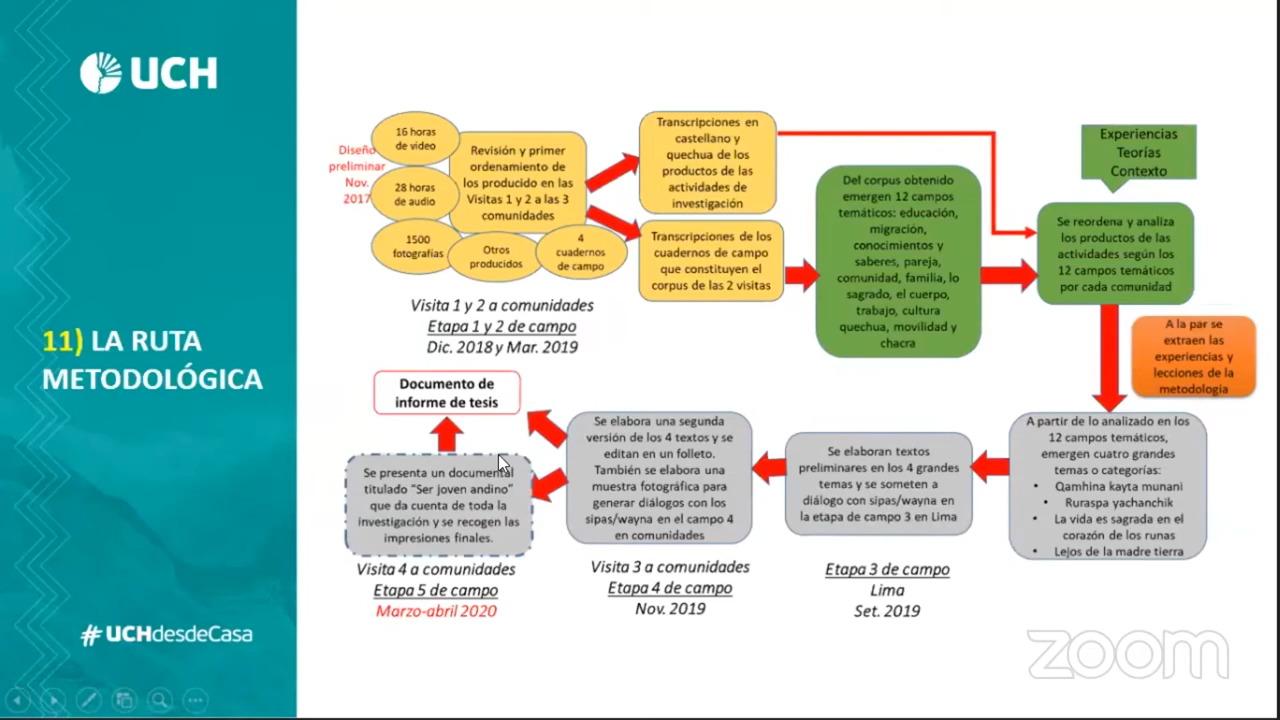 UCH
11) LA RUTA
METODOLÓGICA
#UCHdesdeCasa
Diseño
preliminar
Nov.
2017
16 horas
de video
28 horas
de audio
1500
fotografías
Otros
producidos
4
cuadernos
de campo
Revisión y primer
ordenamiento de
los producido en las
Visitas 1 y 2 a las 3
comunidades
Visita 1 y 2 a comunidades
Etapa 1 y 2 de campo
Dic. 2018 y Mar. 2019
Transcripciones en
castellano y
quechua de los
productos de las
actividades de
investigación
Transcripciones de los
cuadernos de campo
que constituyen el
corpus de las 2 visitas
Del corpus obtenido
emergen 12 campos
temáticos: educación,
migración,
conocimientos y
saberes, pareja,
comunidad, familia, lo
sagrado, el cuerpo,
trabajo, cultura
quechua, movilidad y
chacra
Experiencias
Teorías
Contexto
Se reordena y analiza
los productos de las
actividades según los
12 campos temáticos
por cada comunidad
A la par se
extraen las
experiencias y
lecciones de la
metodología
A partir de lo analizado en los
12 campos temáticos,
emergen cuatro grandes
temas o categorías:
• Qamhina kayta munani
• Ruraspa yachanchik
• La vida es sagrada en el
corazón de los runas
• Lejos de la madre tierra
Se elaboran textos
preliminares en los 4 grandes
temas y se someten a
diálogo con sipas/wayna en
la etapa de campo 3 en Lima
Etapa 3 de campo
Lima
Set. 2019
Se elabora una segunda
versión de los 4 textos y se
editan en un folleto.
También se elabora una
muestra fotográfica para
generar diálogos con los
sipas/wayna en el campo 4
en comunidades
Visita 3 a comunidades
Etapa 4 de campo
Nov. 2019
Documento de
informe de tesis
Se presenta un documental
titulado “Ser joven andino”
que da cuenta de toda la
investigación y se recogen las
impresiones finales.
Visita 4 a comunidades
Etapa 5 de campo
Marzo-abril 2020
zoom